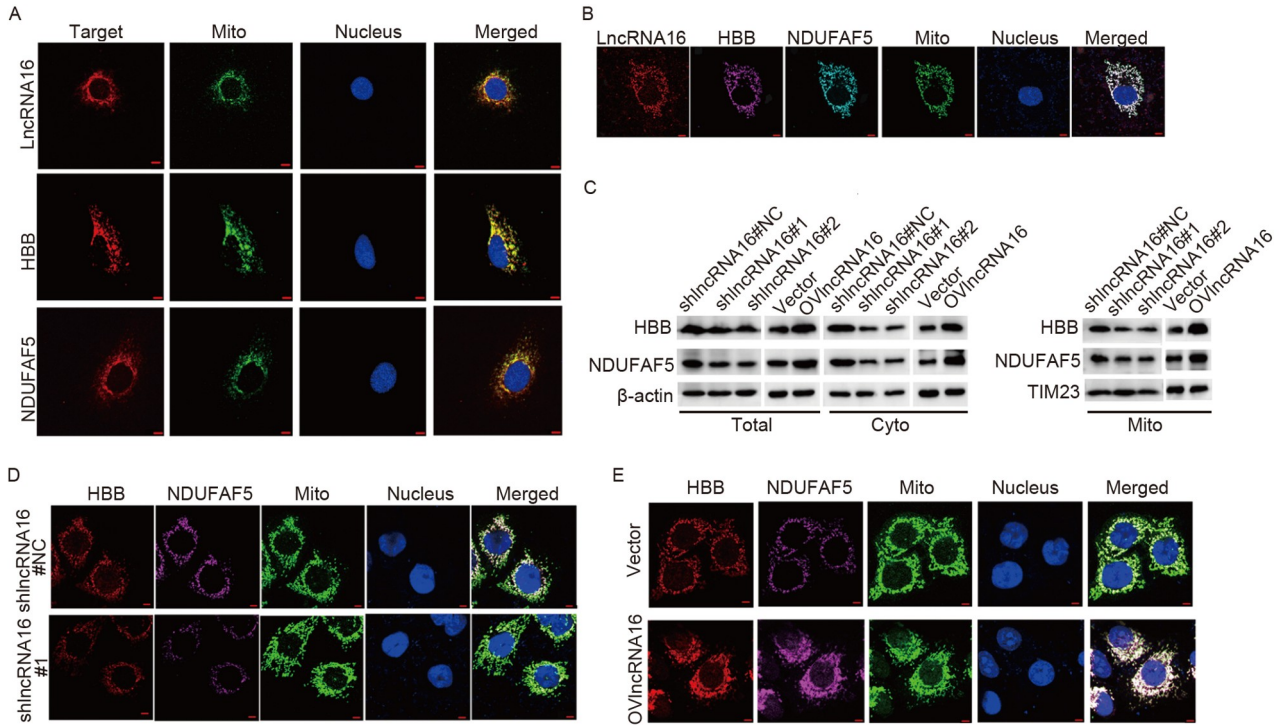 A
Target Mito Nucleus Merged
LncRNA16
HBB
NDUFAF5
B
LncRNA16 HBB NDUFAF5 Mito Nucleus Merged
C
shlncRNA16#NC
shlncRNA16#1
shlncRNA16#2
Vector
OVlncRNA16
shlncRNA16#NC
shlncRNA16#1
shlncRNA16#2
Vector
OVlncRNA16
HBB
NDUFAF5
β-actin
Total Cyto
shlncRNA16#NC
shlncRNA16#1
shlncRNA16#2
Vector
OVlncRNA16
HBB
NDUFAF5
TIM23
Mito
D
HBB NDUFAF5 Mito Nucleus Merged
shlncRNA16
#NC
shlncRNA16
#1
E
HBB NDUFAF5 Mito Nucleus Merged
Vector
OVlncRNA16